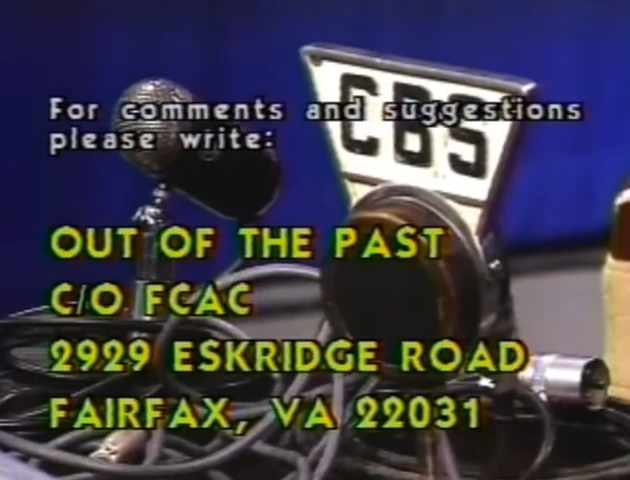 CBS
For comments and suggestions
please write:
OUT OF THE PAST
C/O FCAC
2929 ESKRIDGE ROAD
FAIRFAX, VA 22031